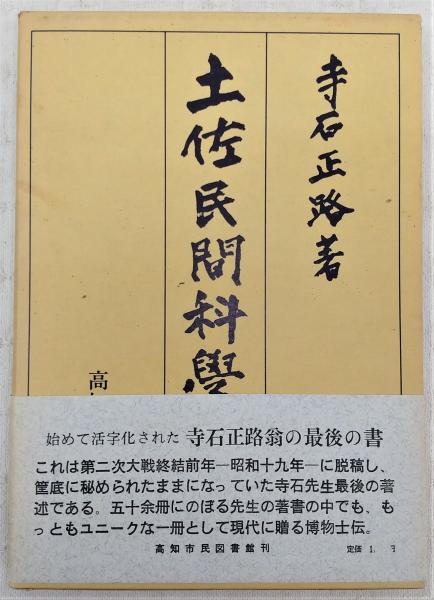 寺石正路著
土佐民間科學
高
始めて活字化された 寺石正路翁の最後の書
これは第二次大戦終結前年―昭和十九年―に脱稿し、
筐底に秘められたままになっていた寺石先生最後の著
述である。五十余冊にのぼる先生の著書の中でも、も
っともユニークな一冊として現代に贈る博物士伝。
高知市民図書館刊
定価 1.